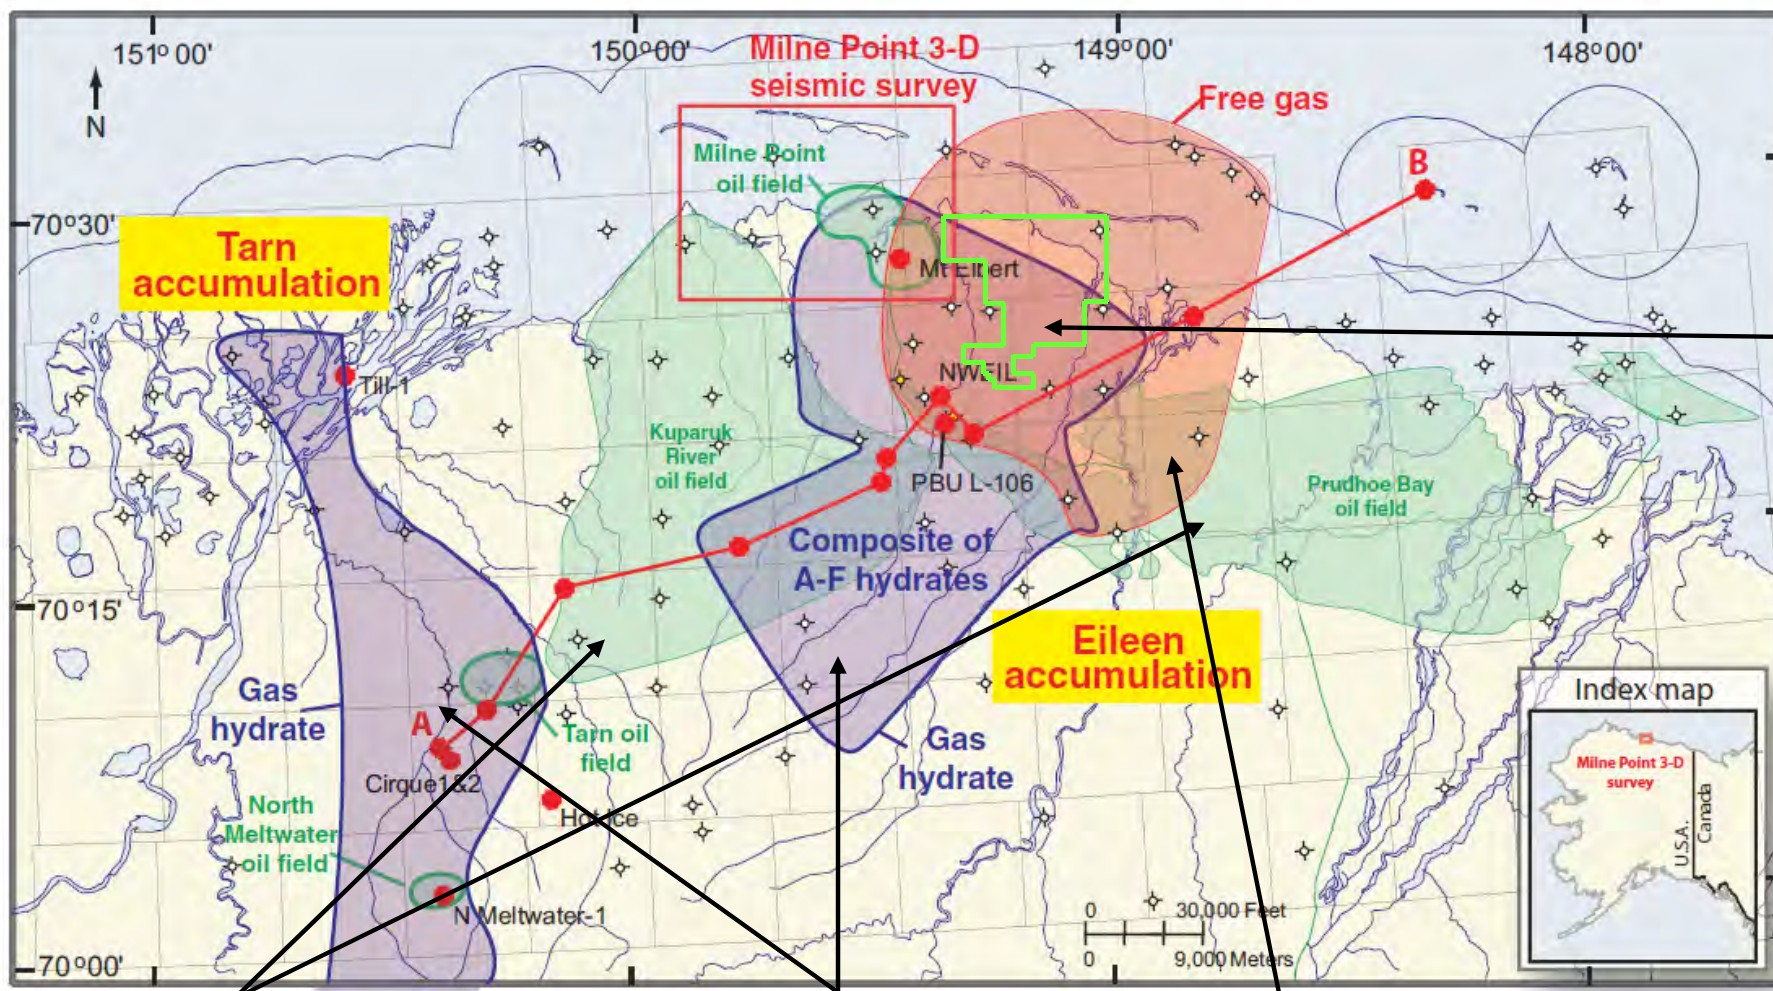 151° 00'
150°00'
149°00'
148° 00'
N
Milne Point 3-D
seismic survey
Free gas
Milne Point
oil field
B
70°30'
Tarn
accumulation
Mt Elbert
Till-1
NWEIL
Kuparuk
River
oil field
PBU L-106
Prudhoe Bay
oil field
Composite of
A-F hydrates
70°15'
Eileen
accumulation
Gas
hydrate
A
Tarn oil
field
Gas
hydrate
Cirque1&2
North
Meltwater
oil field
Hot Ice
N Meltwater-1
70°00'
0 30,000 Feet
0 9,000 Meters
Index map
Milne Point 3-D
survey
U.S.A.
Canada